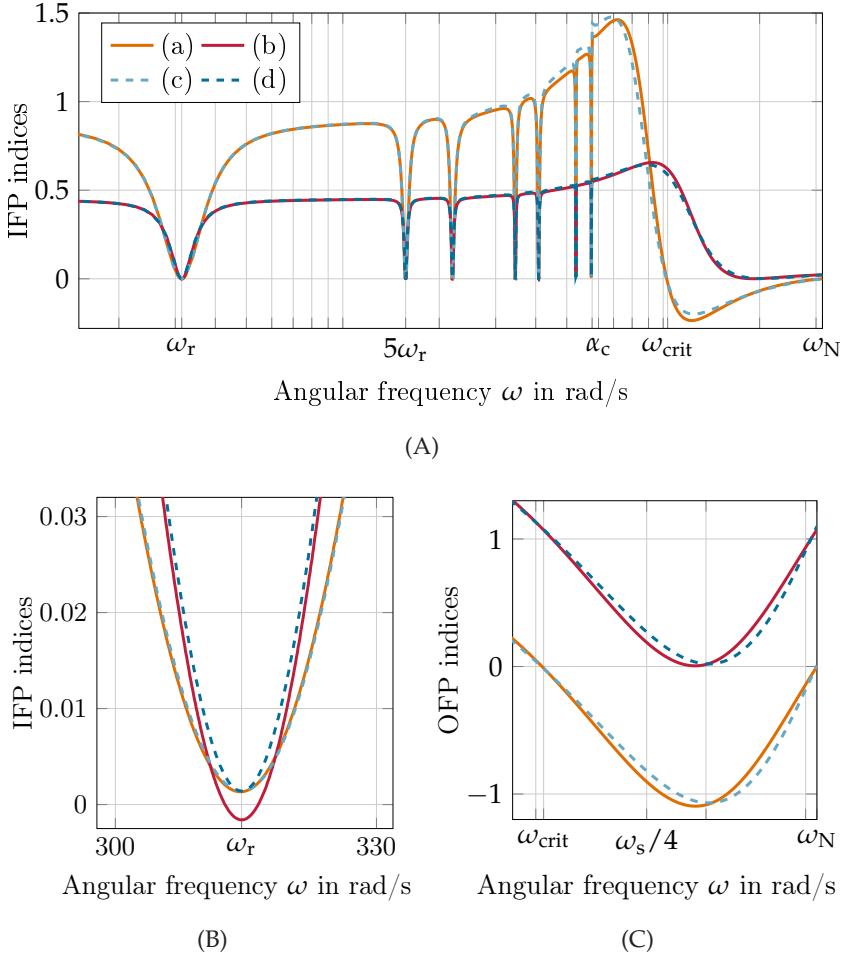 1.5
1
0.5
0
IFP indices
(a) (b)
(c) (d)
ωr 5ωr αc ωcrit ωN
Angular frequency ω in rad/s
(A)
0.03
0.02
0.01
0
IFP indices
300 ωr 330
Angular frequency ω in rad/s
(B)
1
0
−1
OFP indices
ωcrit ωs/4 ωN
Angular frequency ω in rad/s
(C)